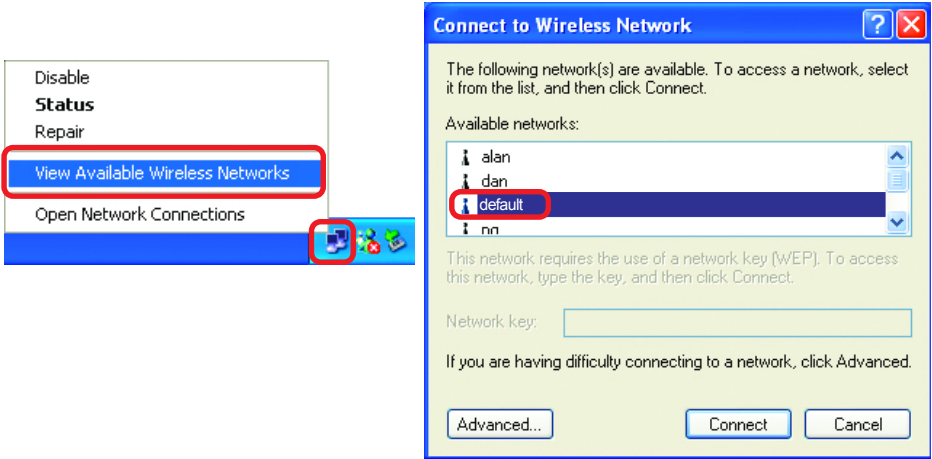 Disable
Status
Repair
View Available Wireless Networks
Open Network Connections
Connect to Wireless Network
The following network(s) are available. To access a network, select
it from the list, and then click Connect.
Available networks:
alan
dan
default
This network requires the use of a network key (WEP). To access
this network, type the key, and then click Connect.
Network key:
If you are having difficulty connecting to a network, click Advanced.
Advanced...
Connect
Cancel